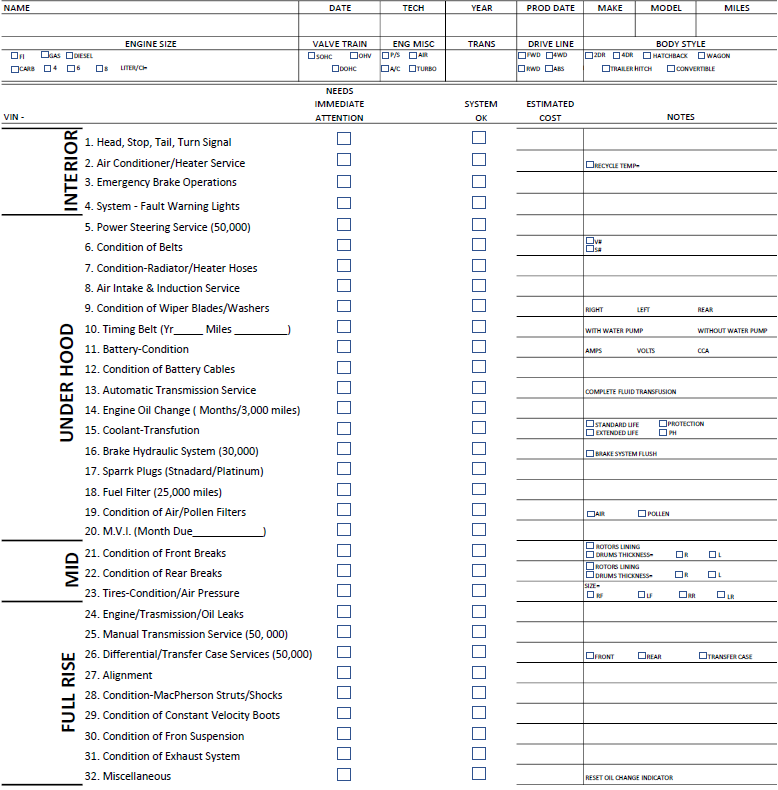 NAME DATE TECH YEAR PROD DATE MAKE MODEL MILES
ENGINE SIZE VALVE TRAIN ENG MISC TRANS DRIVE LINE BODY STYLE
FI GAS DIESEL SOHC OHV P/S AIR FWD 4WD 2DR 4DR HATCHBACK WAGON
CARB 4 6 8 LITER/CI= DOHC A/C TURBO RWD ABS TRAILER HITCH CONVERTIBLE
NEEDS
IMMEDIATE SYSTEM ESTIMATED
VIN - ATTENTION OK COST NOTES
INTERIOR
1. Head, Stop, Tail, Turn Signal
2. Air Conditioner/Heater Service RECYCLE TEMP=
3. Emergency Brake Operations
4. System - Fault Warning Lights
UNDER HOOD
5. Power Steering Service (50,000)
6. Condition of Belts V# S#
7. Condition-Radiator/Heater Hoses
8. Air Intake & Induction Service
9. Condition of Wiper Blades/Washers RIGHT LEFT REAR
10. Timing Belt (Yr_____ Miles _________) WITH WATER PUMP WITHOUT WATER PUMP
11. Battery-Condition AMPS VOLTS CCA
12. Condition of Battery Cables
13. Automatic Transmission Service COMPLETE FLUID TRANSFUSION
14. Engine Oil Change ( Months/3,000 miles)
15. Coolant-Transfution STANDARD LIFE PROTECTION
EXTENDED LIFE PH
16. Brake Hydraulic System (30,000) BRAKE SYSTEM FLUSH
17. Sparrk Plugs (Stnadard/Platinum)
18. Fuel Filter (25,000 miles)
19. Condition of Air/Pollen Filters AIR POLLEN
20. M.V.I. (Month Due____________)
MID
21. Condition of Front Breaks ROTORS LINING
DRUMS THICKNESS= R L
22. Condition of Rear Breaks ROTORS LINING
DRUMS THICKNESS= R L
23. Tires-Condition/Air Pressure SIZE=
RF LF RR LR
FULL RISE
24. Engine/Trasmission/Oil Leaks
25. Manual Transmission Service (50, 000)
26. Differential/Transfer Case Services (50,000) FRONT REAR TRANSFER CASE
27. Alignment
28. Condition-MacPherson Struts/Shocks
29. Condition of Constant Velocity Boots
30. Condition of Fron Suspension
31. Condition of Exhaust System
32. Miscellaneous RESET OIL CHANGE INDICATOR